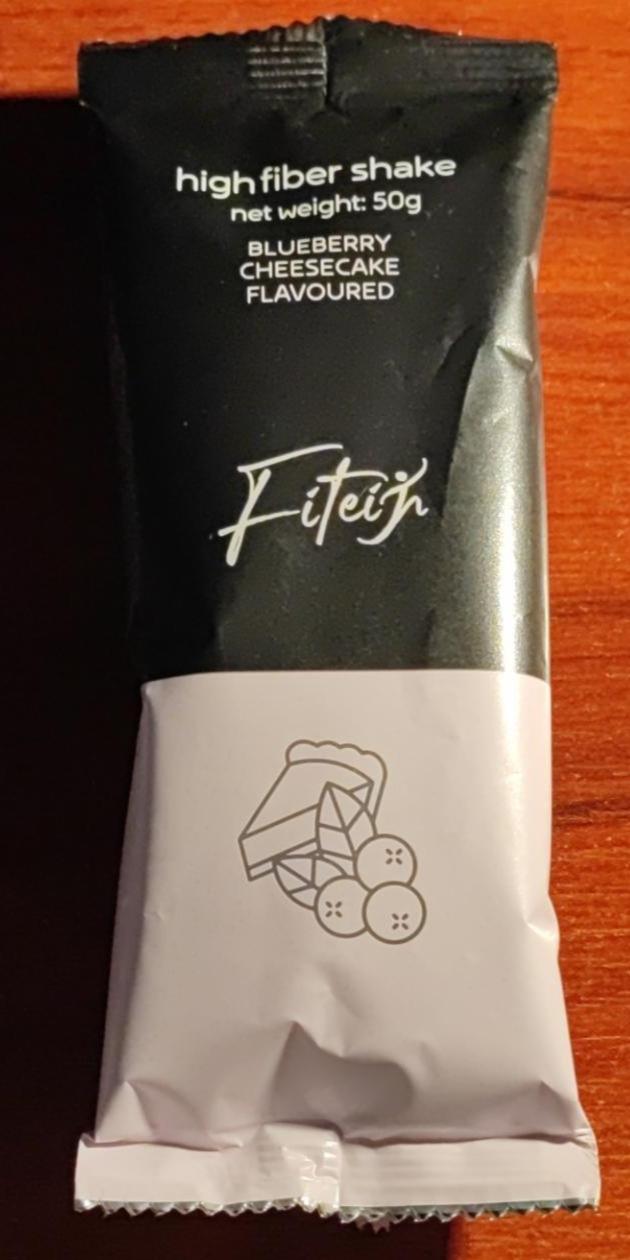 high fiber shake
net weight: 50g
BLUEBERRY
CHEESECAKE
FLAVOURED
Fitein